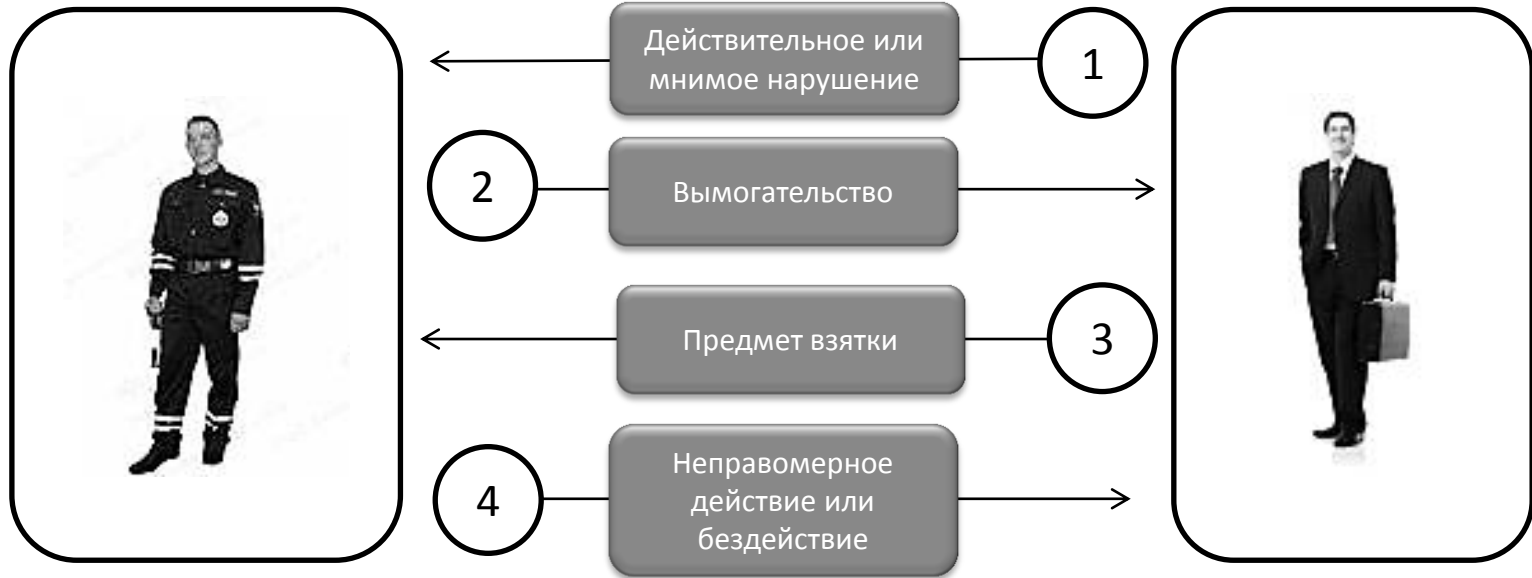 Действительное или
мнимое нарушение
1
2
Вымогательство
Предмет взятки
3
4
Неправомерное
действие или
бездействие